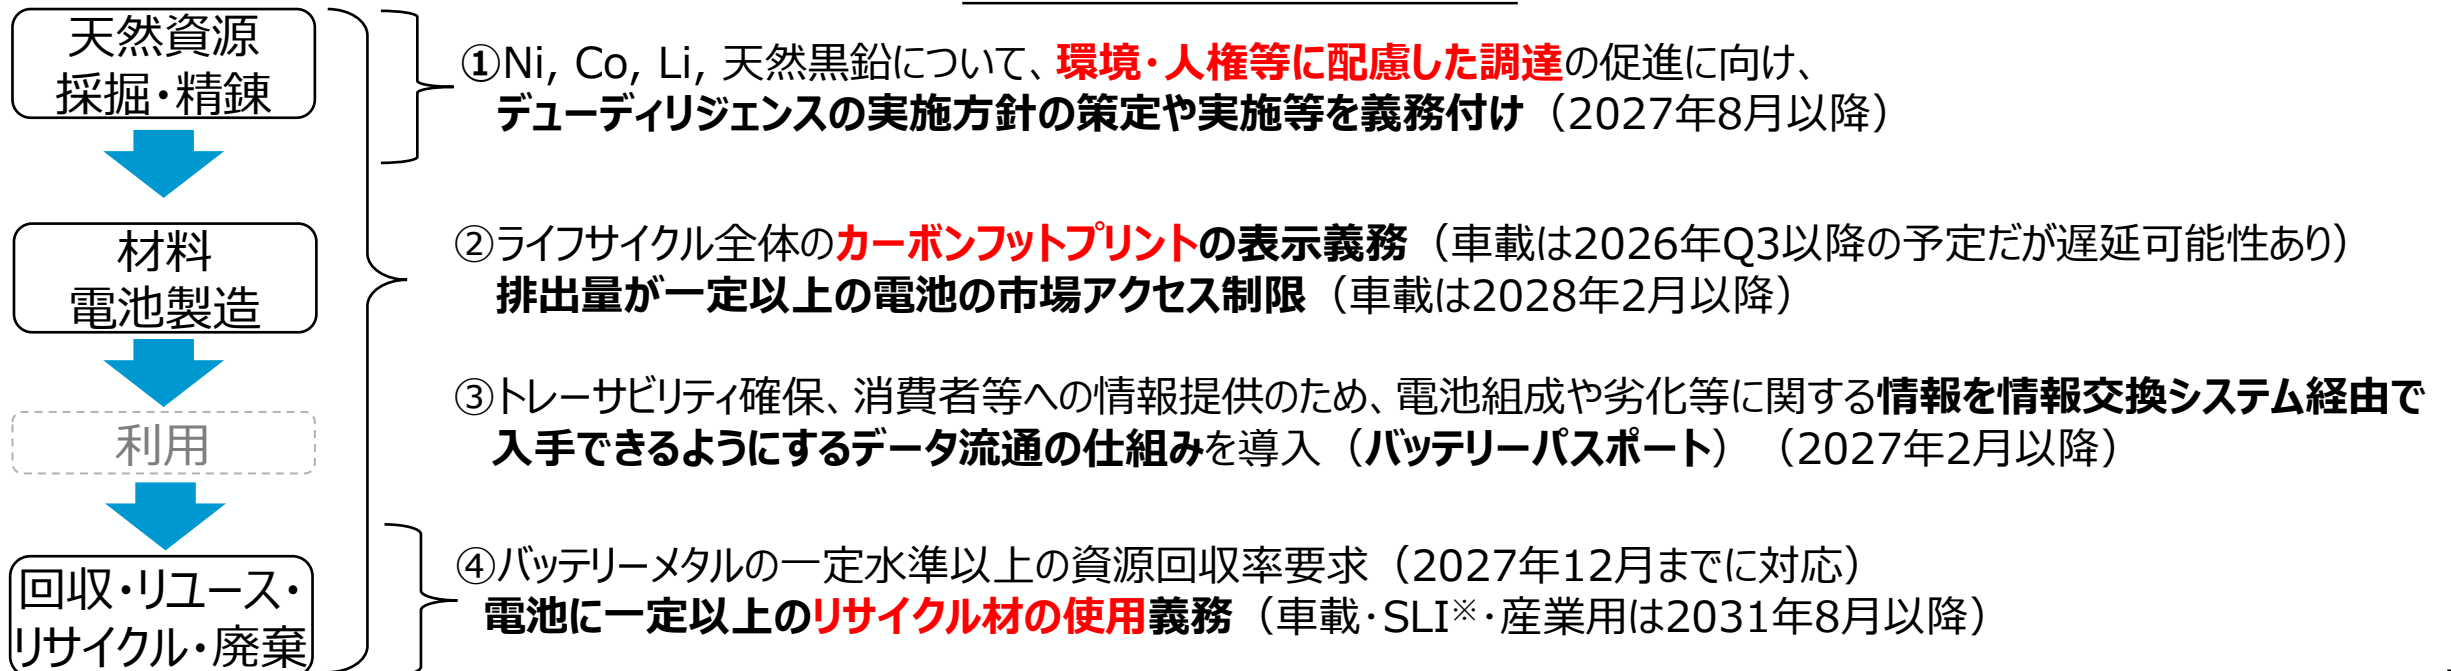 天然資源
採掘・精錬
①Ni, Co, Li, 天然黒鉛について、環境・人権等に配慮した調達の促進に向け、
デューディリジェンスの実施方針の策定や実施等を義務付け（2027年8月以降）
材料
電池製造
②ライフサイクル全体のカーボンフットプリントの表示義務（車載は2026年Q3以降の予定だが遅延可能性あり）
排出量が一定以上の電池の市場アクセス制限（車載は2028年2月以降）
③トレーサビリティ確保、消費者等への情報提供のため、電池組成や劣化等に関する情報を情報交換システム経由で
入手できるようにするデータ流通の仕組みを導入（バッテリーパスポート）（2027年2月以降）
利用
④バッテリーメタルの一定水準以上の資源回収率要求（2027年12月までに対応）
電池に一定以上のリサイクル材の使用義務（車載・SLI※・産業用は2031年8月以降）
回収・リユース・
リサイクル・廃棄